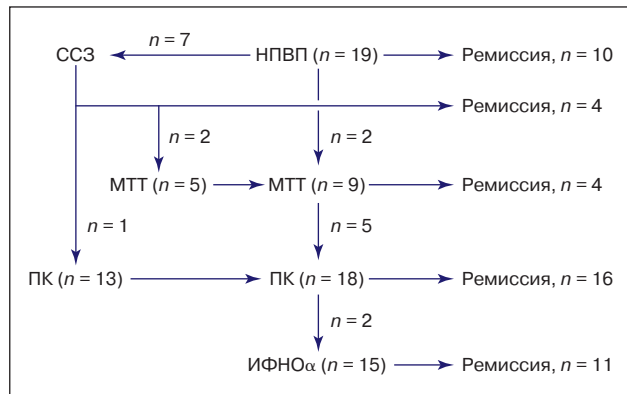 ССЗ n = 7 НПВП (n = 19) Ремиссия, n = 10
Ремиссия, n = 4
n = 2 n = 2
МТТ (n = 5) МТТ (n = 9) Ремиссия, n = 4
n = 1 n = 5
ПК (n = 13) ПК (n = 18) Ремиссия, n = 16
n = 2
ИФНОα (n = 15) Ремиссия, n = 11